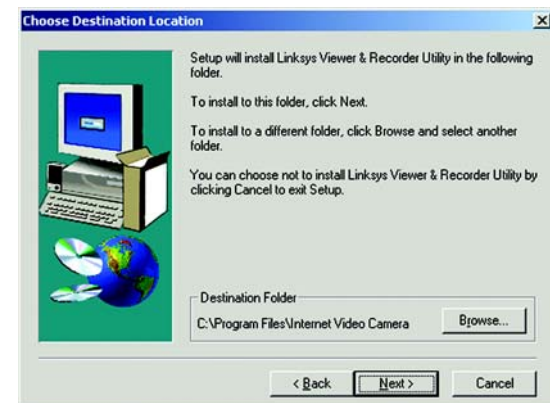 Choose Destination Location
Setup will install Linksys Viewer & Recorder Utility in the following
folder.
To install to this folder, click Next.
To install to a different folder, click Browse and select another
folder.
You can choose not to install Linksys Viewer & Recorder Utility by
clicking Cancel to exit Setup.
Destination Folder
C:\Program Files\Internet Video Camera
Browse...
< Back
Next >
Cancel